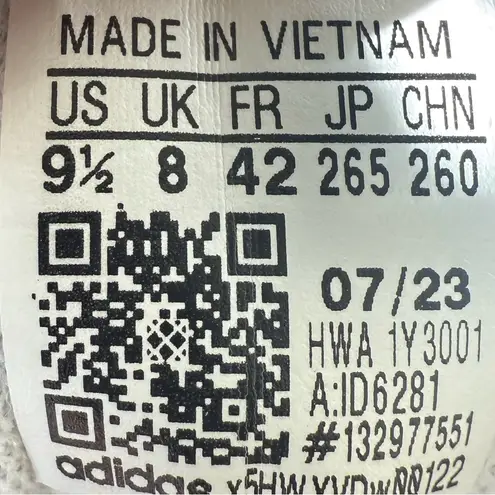 MADE IN VIETNAM
US UK FR JP CHN
9½ 8 42 265 260
07/23
HWA 1Y3001
A:ID6281
#132977551
adidas